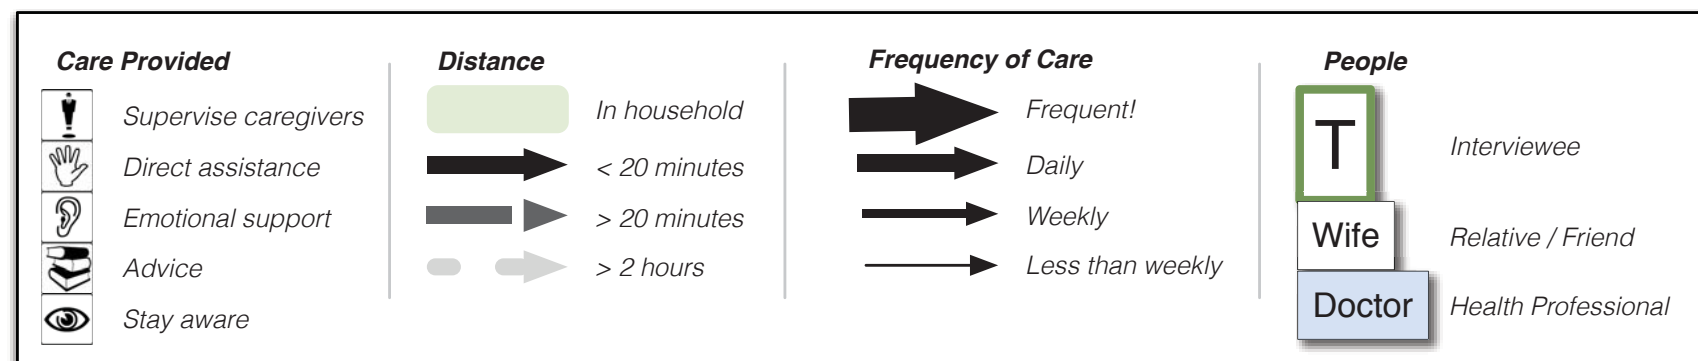 Care Provided
Supervise caregivers
Direct assistance
Emotional support
Advice
Stay aware
Distance
In household
< 20 minutes
> 20 minutes
> 2 hours
Frequency of Care
Frequent!
Daily
Weekly
Less than weekly
People
T
Interviewee
Wife
Relative / Friend
Doctor
Health Professional